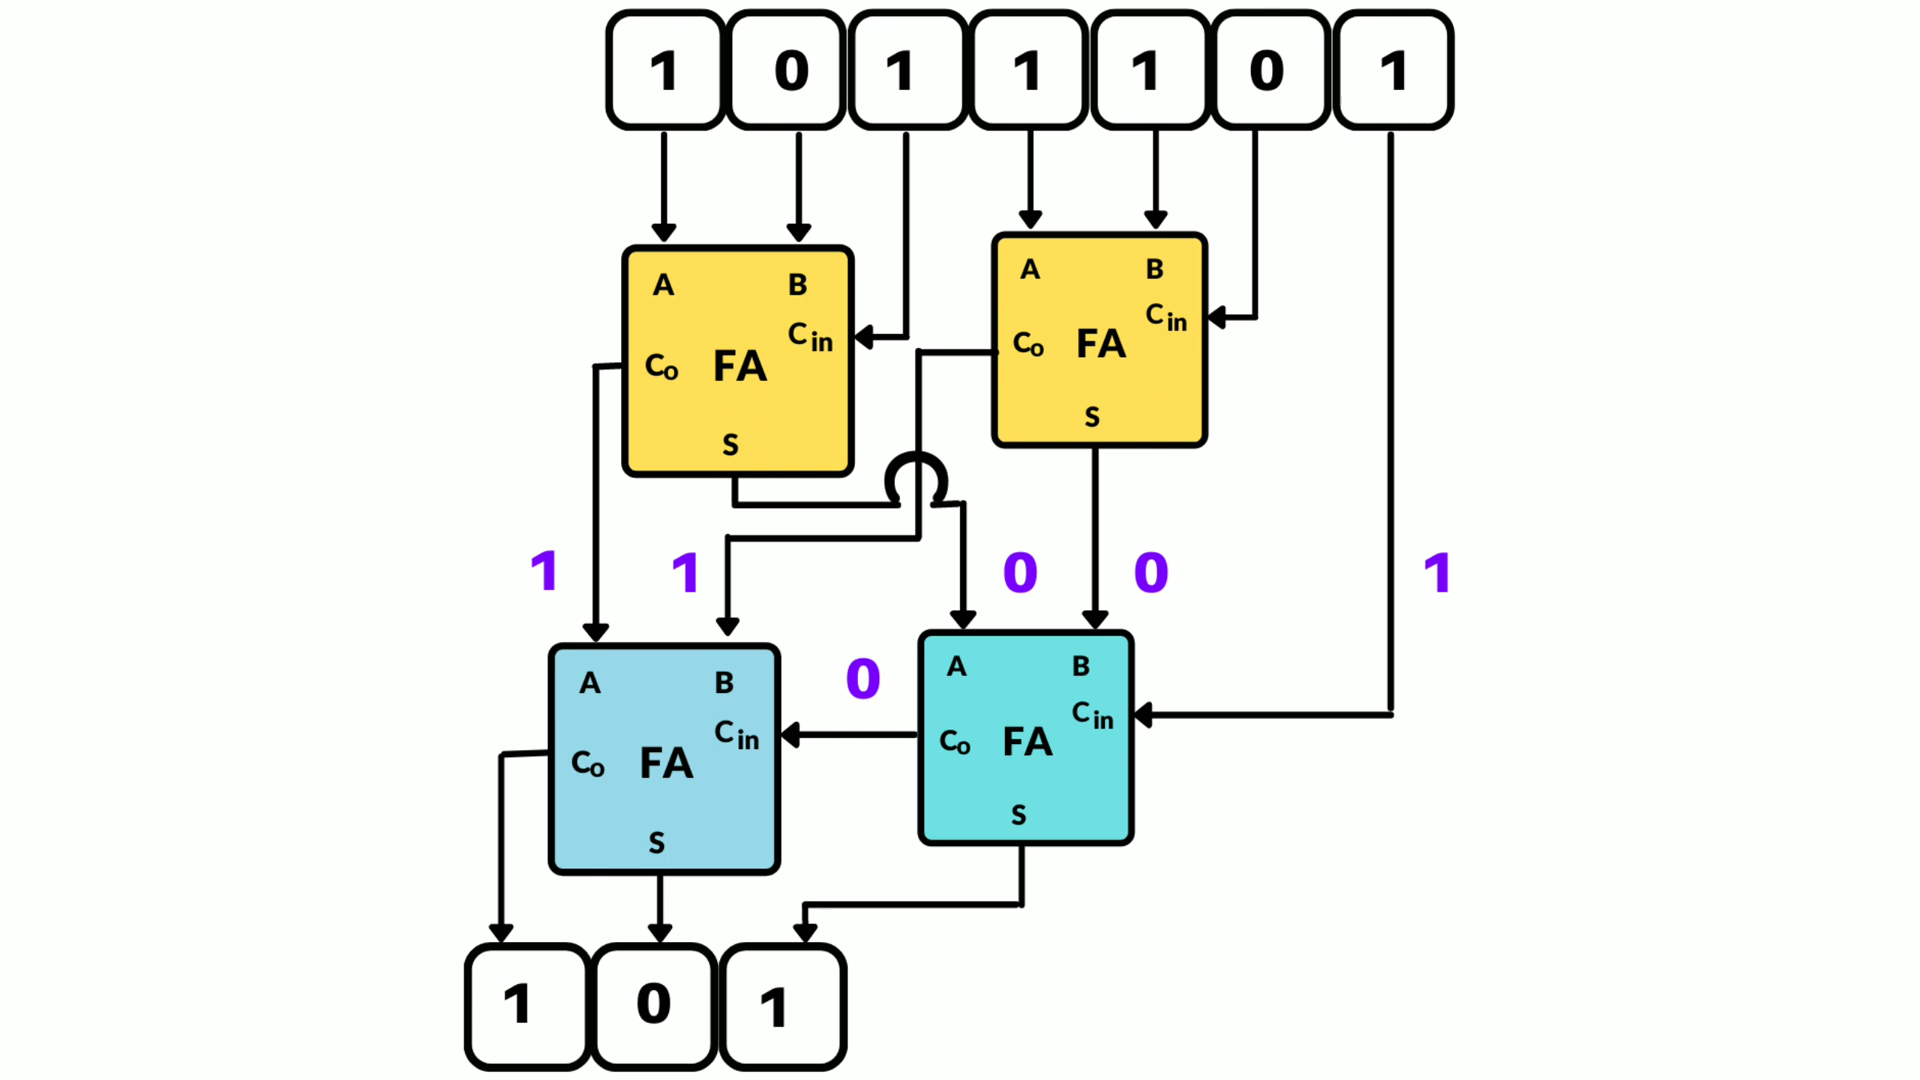 1 0 1 1 1 0 1
A B A B
Cin Cin
Co FA Co FA
S S
1 1 0 0 1
A B 0 A B
Cin Cin
Co FA Co FA
S S
1 0 1